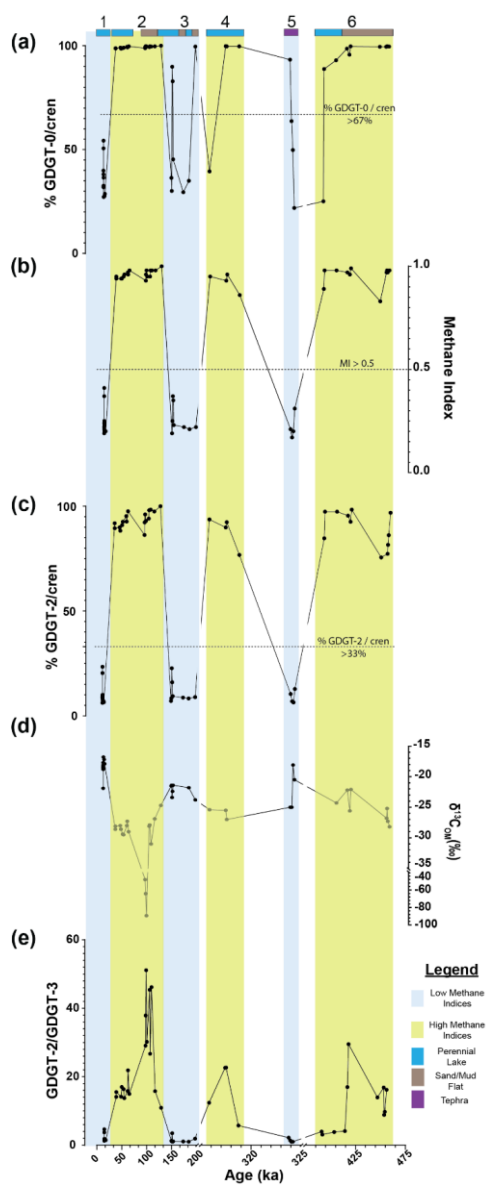 1 2 3 4 5 6
(a)
100
50
0
% GDGT-0/cren
% GDGT-0 / cren
>67%
(b)
1.0
0.5
0.0
Methane Index
MI > 0.5
(c)
100
50
0
% GDGT-2/cren
% GDGT-2 / cren
>33%
(d)
-15
-20
-25
-30
-35
-40
-60
-80
-100
δ¹³C_OM(‰)
(e)
60
40
20
0
GDGT-2/GDGT-3
0 50 100 150 200 320 325 425 475
Age (ka)
Legend
Low Methane
Indices
High Methane
Indices
Perennial
Lake
Sand/Mud
Flat
Tephra